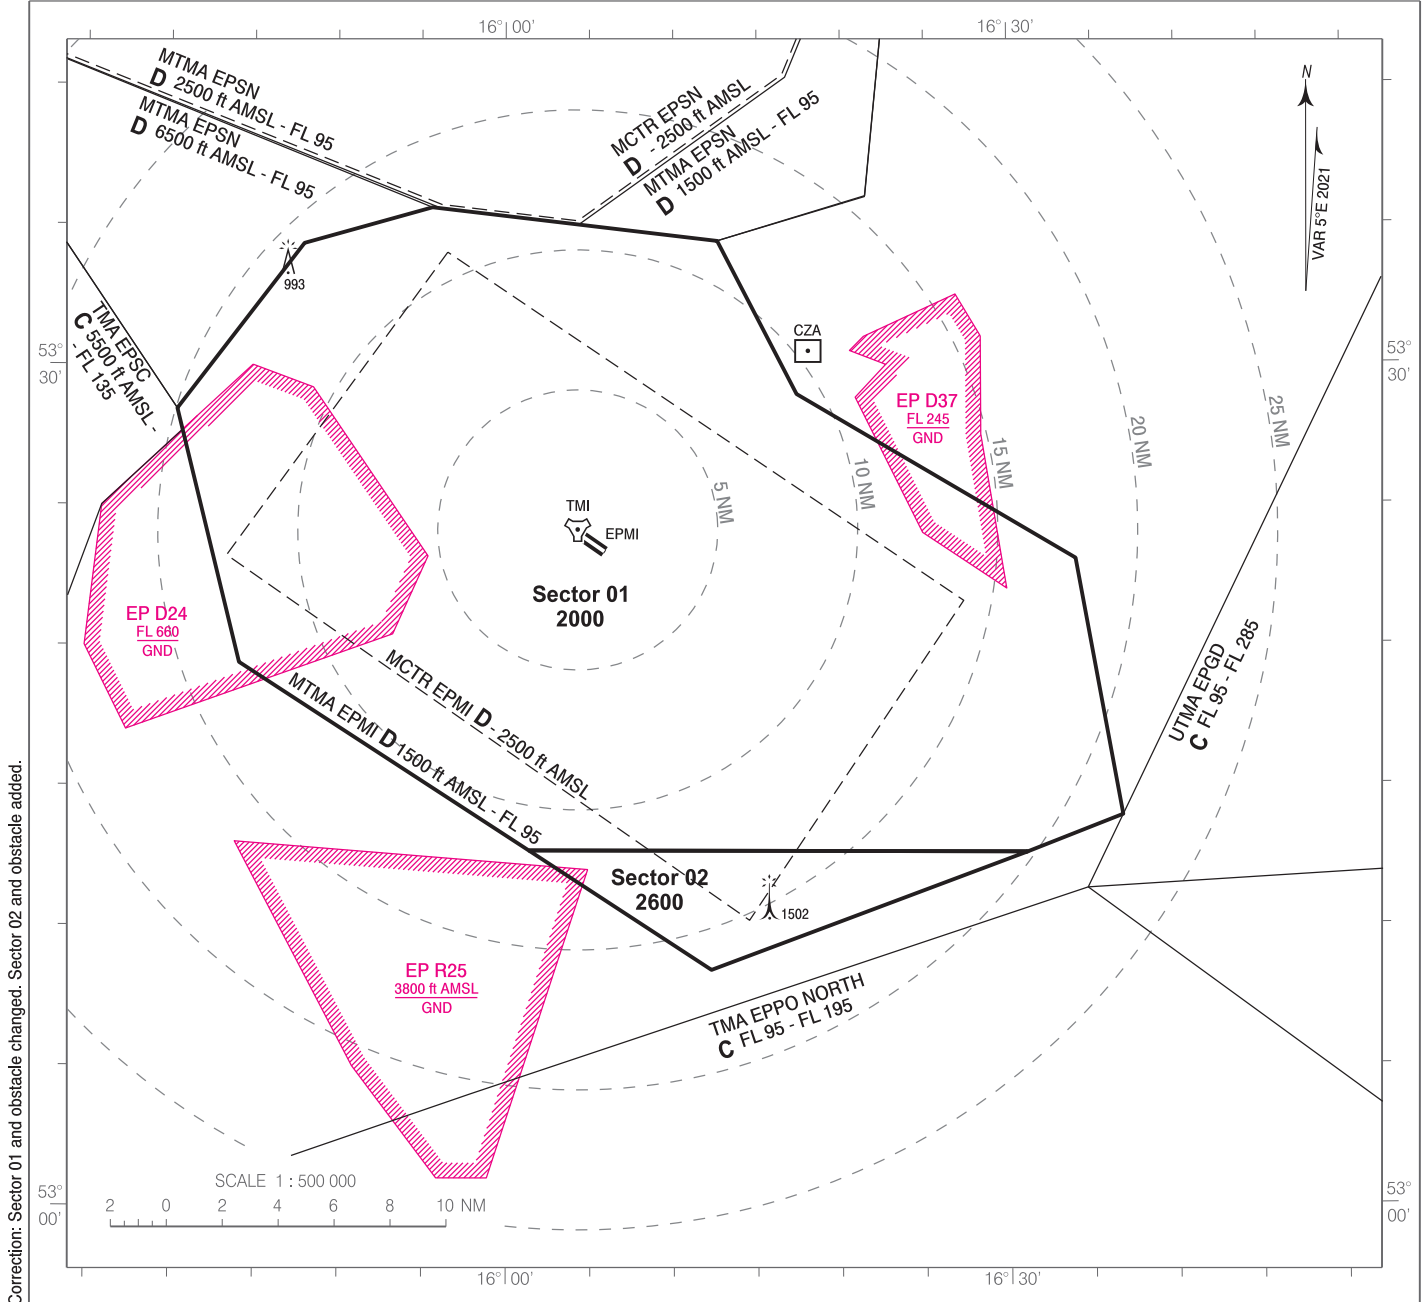 16° 00'
16° 30'
MTMA EPSN
D 2500 ft AMSL - FL 95
MTMA EPSN
D 6500 ft AMSL - FL 95
MCTR EPSN
D - 2500 ft AMSL
MTMA EPSN
D 1500 ft AMSL - FL 95
N
VAR 5°E 2021
993
TMA EPSC
C 5500 ft AMSL -
- FL 135
53°
30'
CZA
53°
30'
EP D37
FL 245
GND
5 NM
10 NM
15 NM
20 NM
25 NM
TMI
EPMI
Sector 01
2000
EP D24
FL 660
GND
MCTR EPMI D - 2500 ft AMSL
MTMA EPMI D 1500 ft AMSL - FL 95
UTMA EPGD
C FL 95 - FL 285
Sector 02
2600
1502
EP R25
3800 ft AMSL
GND
TMA EPPO NORTH
C FL 95 - FL 195
SCALE 1 : 500 000
2 0 2 4 6 8 10 NM
53°
00'
53°
00'
16° 00'
16° 30'
Correction: Sector 01 and obstacle changed. Sector 02 and obstacle added.